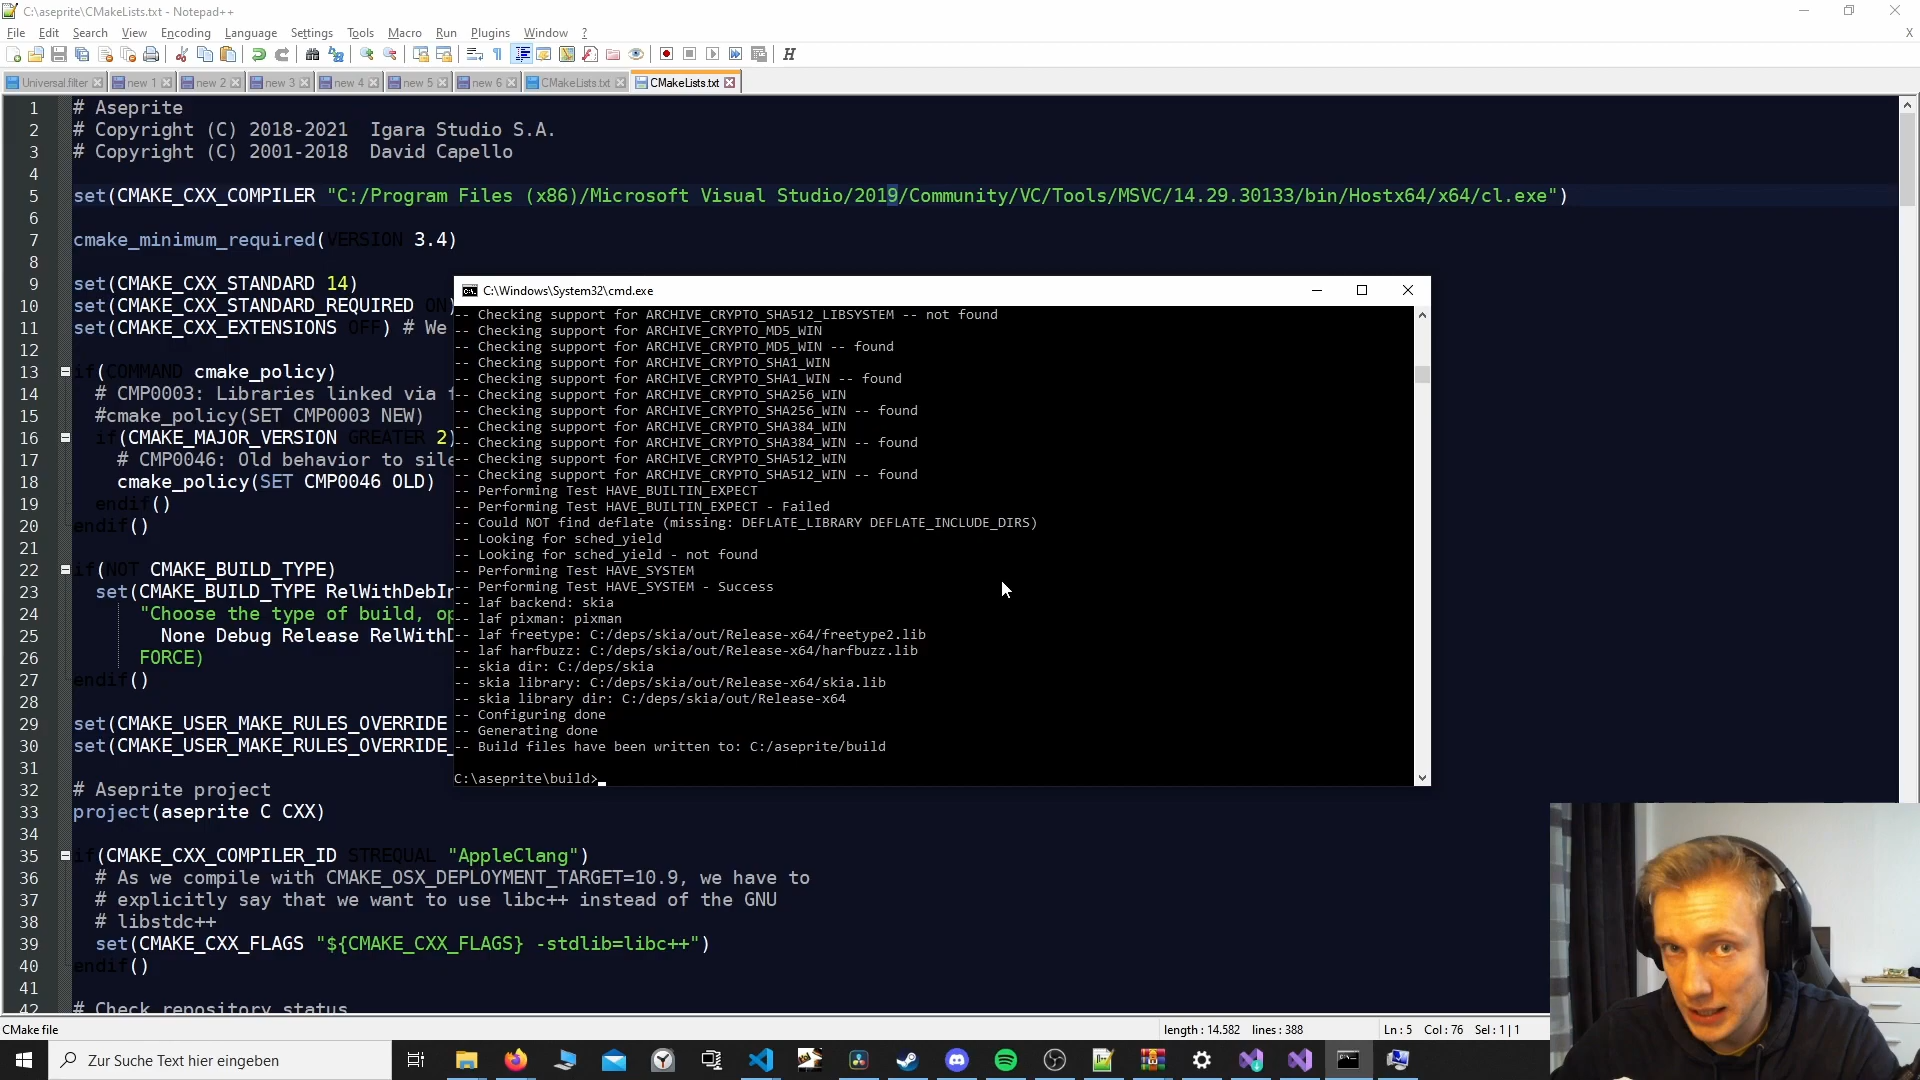 C:\aseprite\CMakeLists.txt - Notepad++
File Edit Search View Encoding Language Settings Tools Macro Run Plugins Window ? X
Universal.filter new 1 new 2 new 3 new 4 new 5 new 6 CMakeLists.txt CMakeLists.txt
1 # Aseprite
2 # Copyright (C) 2018-2021  Igara Studio S.A.
3 # Copyright (C) 2001-2018  David Capello
4
5 set(CMAKE_CXX_COMPILER "C:/Program Files (x86)/Microsoft Visual Studio/2019/Community/VC/Tools/MSVC/14.29.30133/bin/Hostx64/x64/cl.exe")
6
7 cmake_minimum_required(VERSION 3.4)
8
9 set(CMAKE_CXX_STANDARD 14)
10 set(CMAKE_CXX_STANDARD_REQUIRED ON)
11 set(CMAKE_CXX_EXTENSIONS OFF) # We
12
13 if(COMMAND cmake_policy)
14 # CMP0003: Libraries linked via
15 #cmake_policy(SET CMP0003 NEW)
16 if(CMAKE_MAJOR_VERSION GREATER 2)
17 # CMP0046: Old behavior to sile
18 cmake_policy(SET CMP0046 OLD)
19 endif()
20 endif()
21
22 if(NOT CMAKE_BUILD_TYPE)
23 set(CMAKE_BUILD_TYPE RelWithDebIn
24 "Choose the type of build, op
25 None Debug Release RelWithD
26 FORCE)
27 endif()
28
29 set(CMAKE_USER_MAKE_RULES_OVERRIDE
30 set(CMAKE_USER_MAKE_RULES_OVERRIDE_
31
32 # Aseprite project
33 project(aseprite C CXX)
34
35 if(CMAKE_CXX_COMPILER_ID STREQUAL "AppleClang")
36 # As we compile with CMAKE_OSX_DEPLOYMENT_TARGET=10.9, we have to
37 # explicitly say that we want to use libc++ instead of the GNU
38 # libstdc++
39 set(CMAKE_CXX_FLAGS "${CMAKE_CXX_FLAGS} -stdlib=libc++")
40 endif()
41
42 # Check repository status
C:\Windows\System32\cmd.exe
-- Checking support for ARCHIVE_CRYPTO_SHA512_LIBSYSTEM -- not found
-- Checking support for ARCHIVE_CRYPTO_MD5_WIN
-- Checking support for ARCHIVE_CRYPTO_MD5_WIN -- found
-- Checking support for ARCHIVE_CRYPTO_SHA1_WIN
-- Checking support for ARCHIVE_CRYPTO_SHA1_WIN -- found
-- Checking support for ARCHIVE_CRYPTO_SHA256_WIN
-- Checking support for ARCHIVE_CRYPTO_SHA256_WIN -- found
-- Checking support for ARCHIVE_CRYPTO_SHA384_WIN
-- Checking support for ARCHIVE_CRYPTO_SHA384_WIN -- found
-- Checking support for ARCHIVE_CRYPTO_SHA512_WIN
-- Checking support for ARCHIVE_CRYPTO_SHA512_WIN -- found
-- Performing Test HAVE_BUILTIN_EXPECT
-- Performing Test HAVE_BUILTIN_EXPECT - Failed
-- Could NOT find deflate (missing: DEFLATE_LIBRARY DEFLATE_INCLUDE_DIRS)
-- Looking for sched_yield
-- Looking for sched_yield - not found
-- Performing Test HAVE_SYSTEM
-- Performing Test HAVE_SYSTEM - Success
-- laf backend: skia
-- laf pixman: pixman
-- laf freetype: C:/deps/skia/out/Release-x64/freetype2.lib
-- laf harfbuzz: C:/deps/skia/out/Release-x64/harfbuzz.lib
-- skia dir: C:/deps/skia
-- skia library: C:/deps/skia/out/Release-x64/skia.lib
-- skia library dir: C:/deps/skia/out/Release-x64
-- Configuring done
-- Generating done
-- Build files have been written to: C:/aseprite/build
C:\aseprite\build>
CMake file length : 14.582 lines : 388 Ln : 5 Col : 76 Sel : 1 | 1
Zur Suche Text hier eingeben